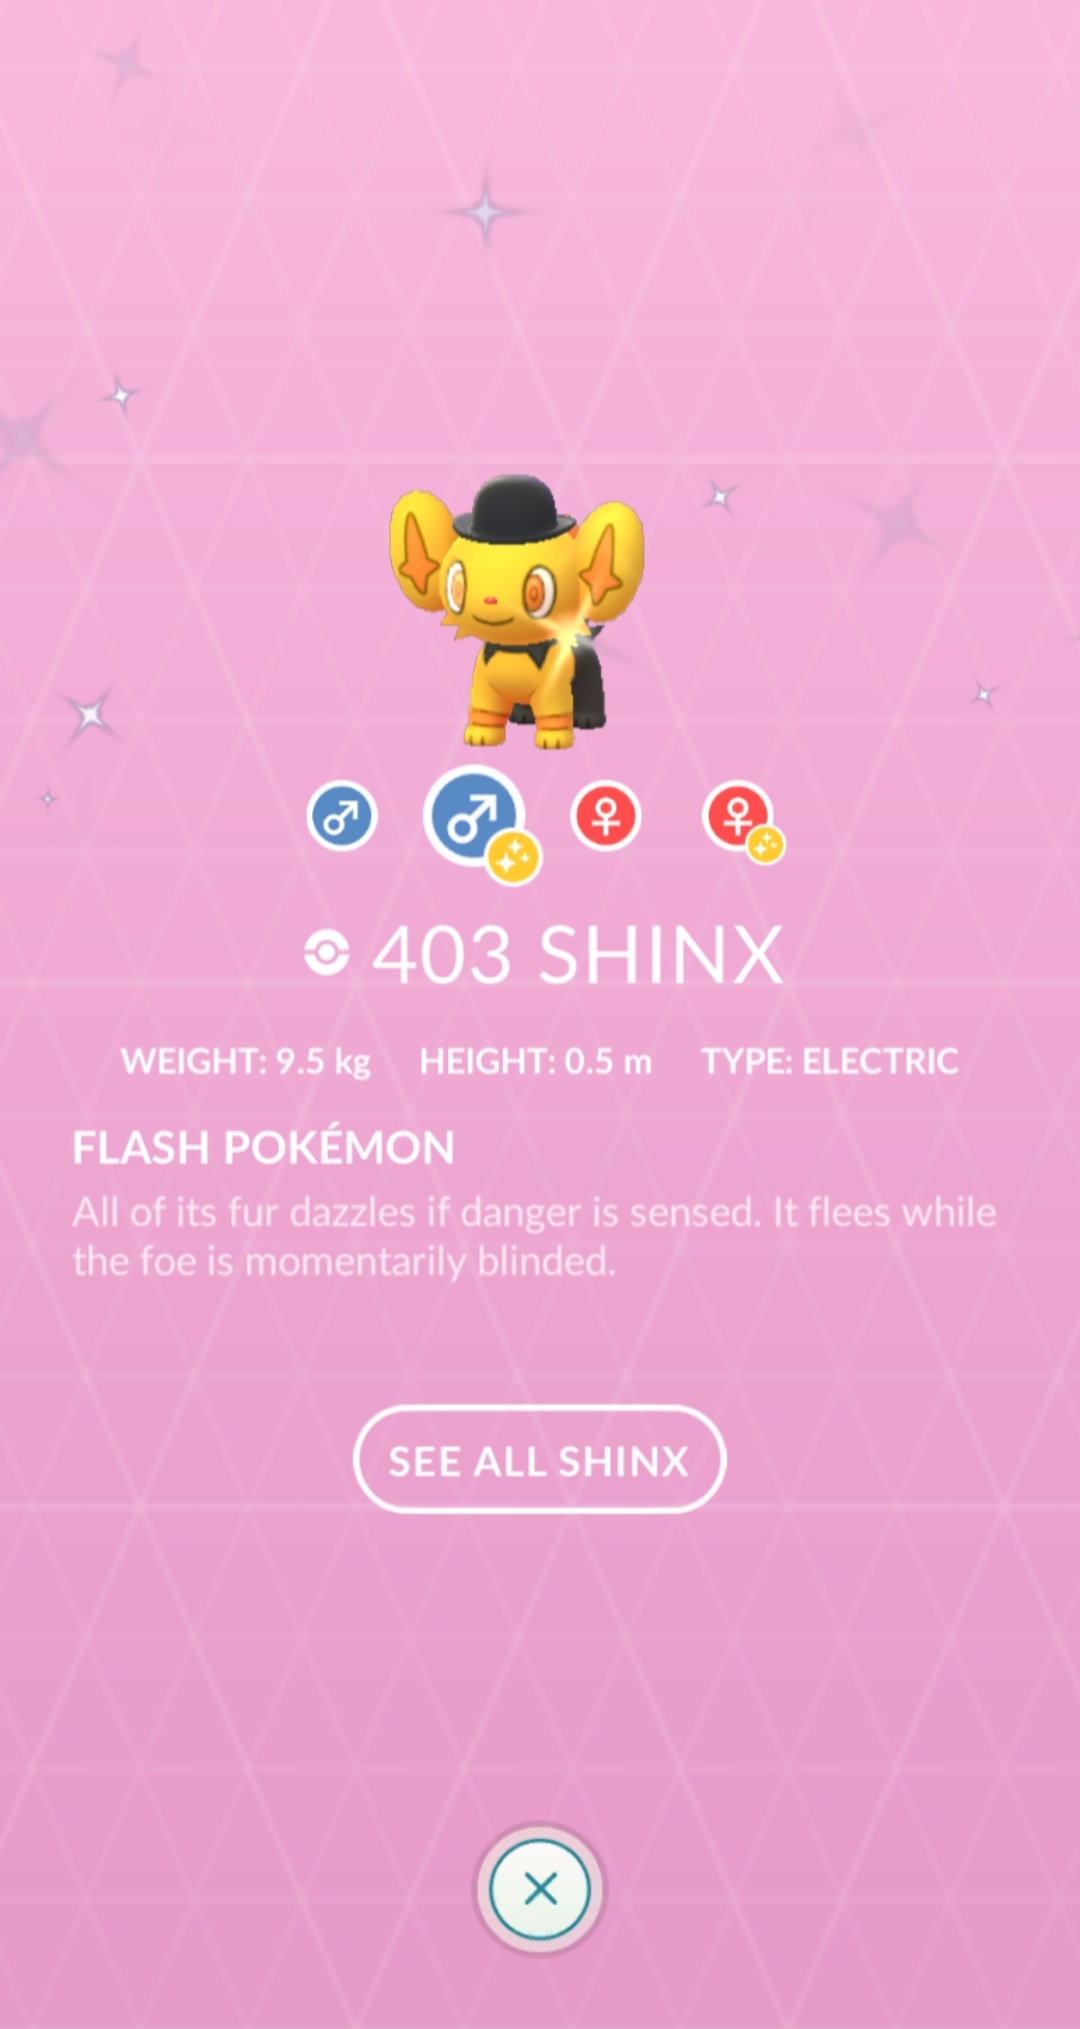 403 SHINX
WEIGHT: 9.5 kg HEIGHT: 0.5 m TYPE: ELECTRIC
FLASH POKÉMON
All of its fur dazzles if danger is sensed. It flees while
the foe is momentarily blinded.
SEE ALL SHINX